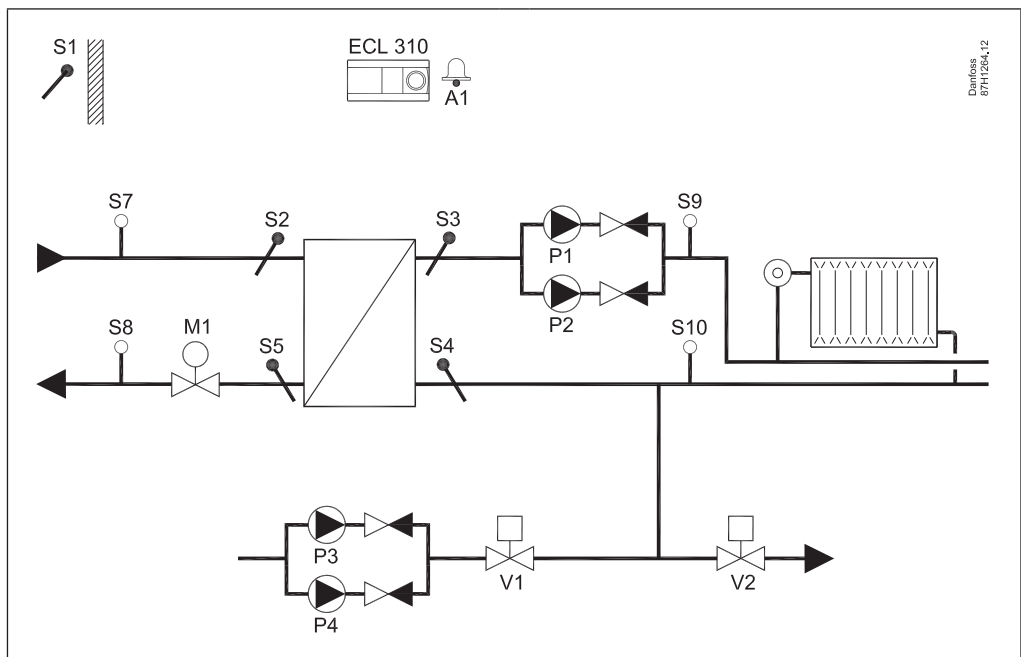 S1
ECL 310
A1
Danfoss
87H1264.12
S7
S2
S3
P1
S9
P2
S8
M1
S5
S4
S10
P3
V1
V2
P4